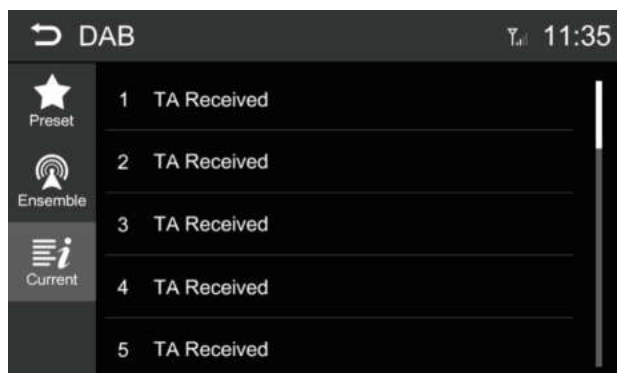 DAB 11:35
Preset
Ensemble
Current
1 TA Received
2 TA Received
3 TA Received
4 TA Received
5 TA Received